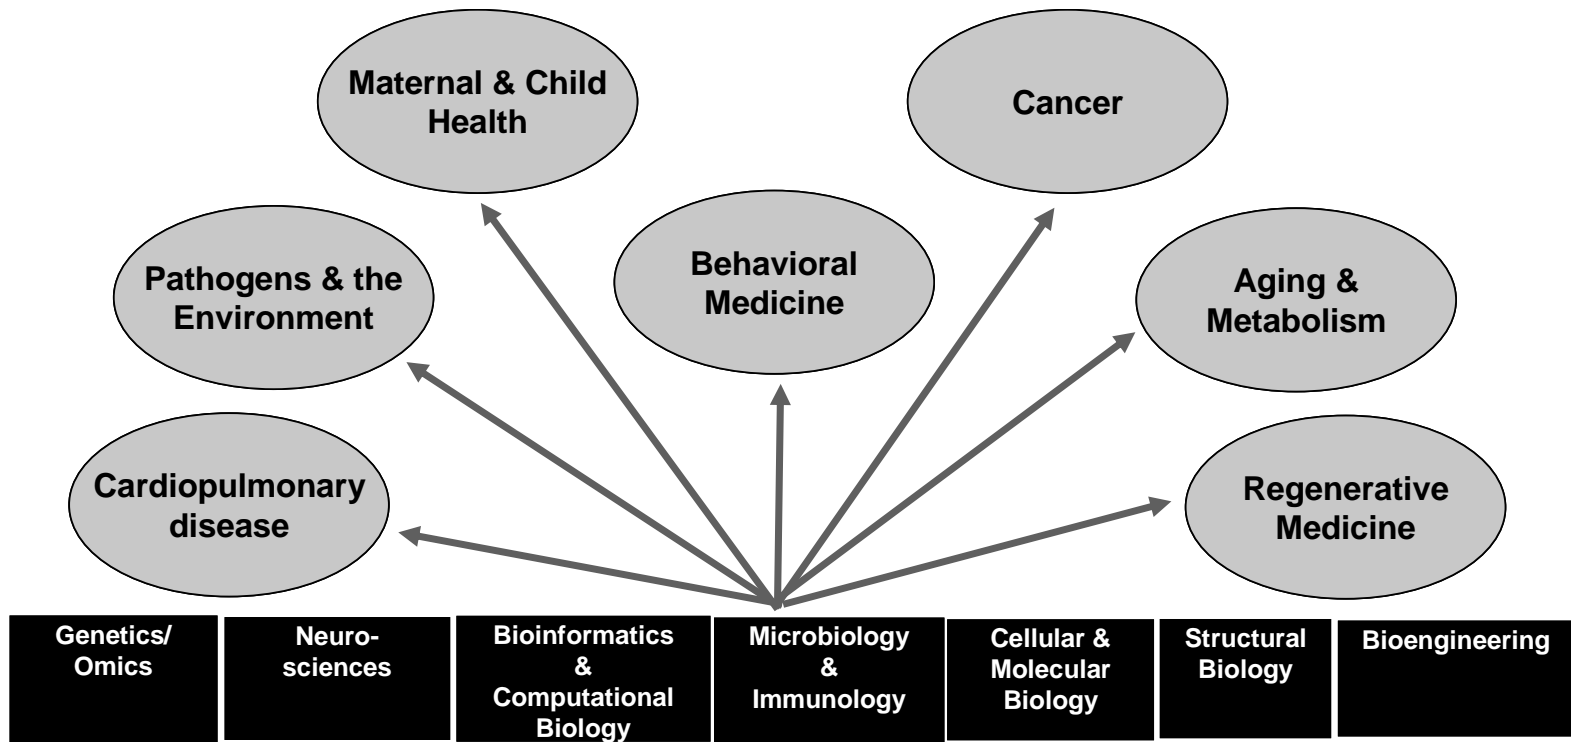 Maternal & Child
Health
Cancer
Pathogens & the
Environment
Behavioral
Medicine
Aging &
Metabolism
Cardiopulmonary
disease
Regenerative
Medicine
Genetics/
Omics
Neuro-
sciences
Bioinformatics
&
Computational
Biology
Microbiology
&
Immunology
Cellular &
Molecular
Biology
Structural
Biology
Bioengineering